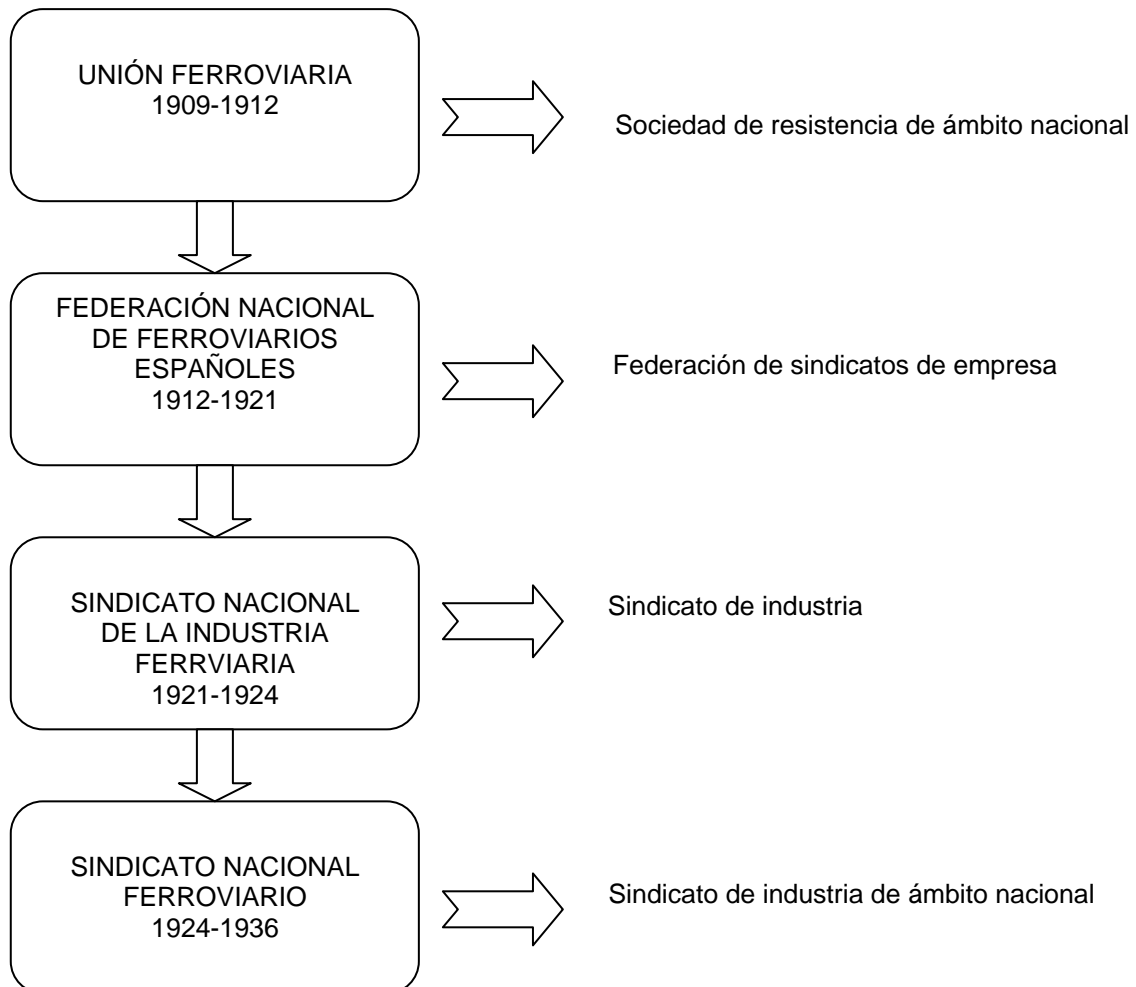 UNIÓN FERROVIARIA
1909-1912
Sociedad de resistencia de ámbito nacional
FEDERACIÓN NACIONAL
DE FERROVIARIOS
ESPAÑOLES
1912-1921
Federación de sindicatos de empresa
SINDICATO NACIONAL
DE LA INDUSTRIA
FERRVIARIA
1921-1924
Sindicato de industria
SINDICATO NACIONAL
FERROVIARIO
1924-1936
Sindicato de industria de ámbito nacional